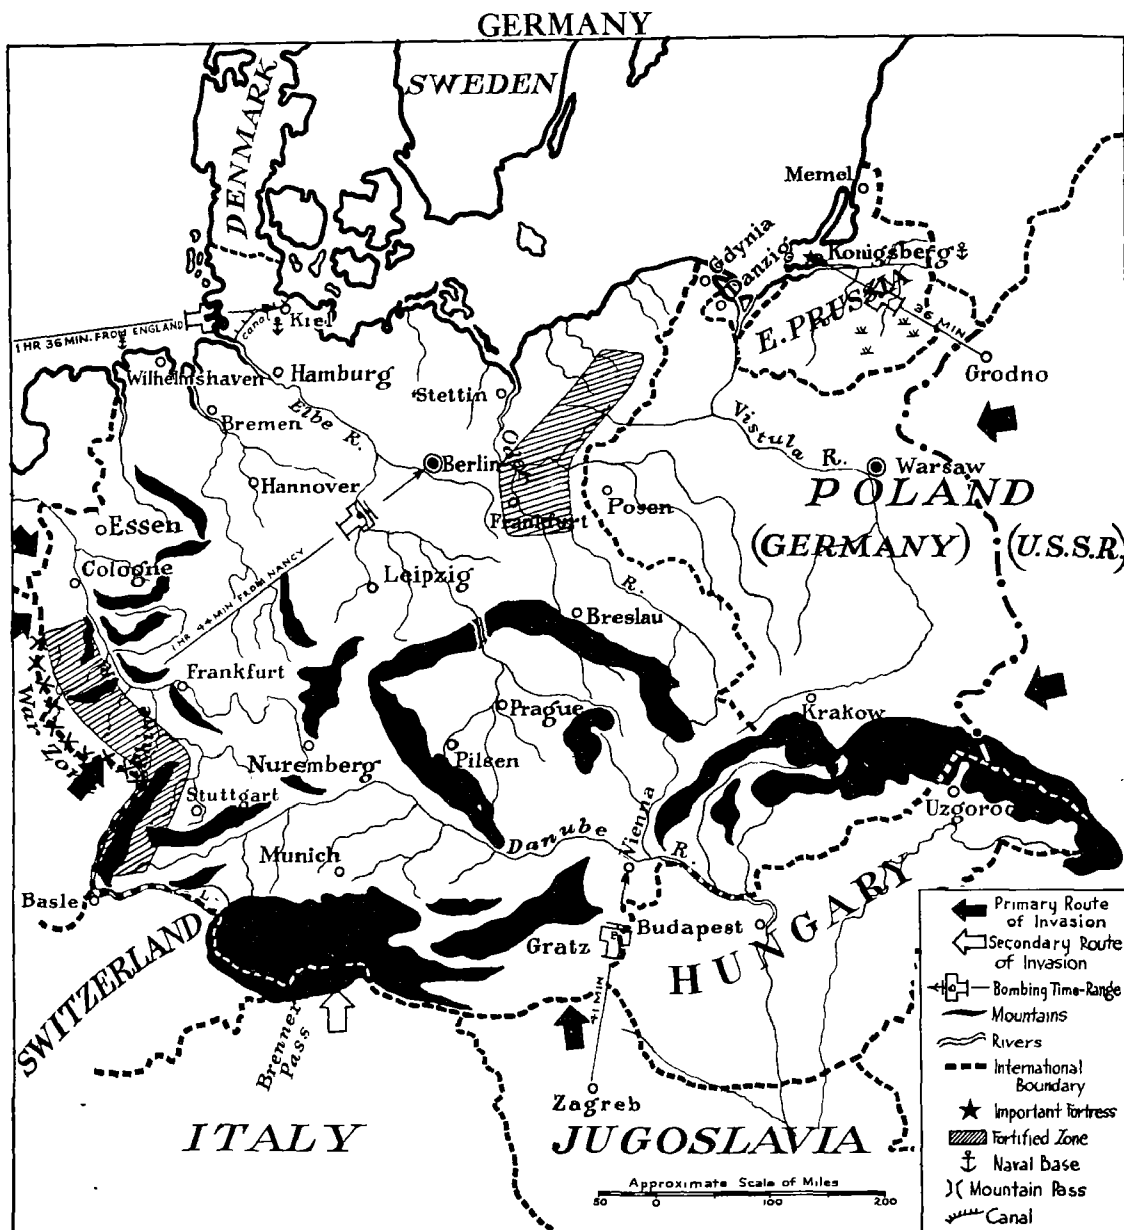 GERMANY
SWEDEN
DENMARK
Memel
Gdynia
Danzig
Konigsberg
E. PRUSSIA
36 MIN
Grodno
1 HR 36 MIN. FROM ENGLAND
Canal
Kiel
Wilhelmshaven
Hamburg
Stettin
Bremen
Elbe R.
Vistula R.
Berlin
Warsaw
Hannover
Essen
Frankfurt
Posen
POLAND
(GERMANY)
(U.S.S.R)
Cologne
Leipzig
1 HR 44 MIN FROM NANCY
R.
Breslau
Frankfurt
War Zon
Prague
Krakow
Nuremberg
Pilsen
Stuttgart
Uzgorod
Danube R.
Vienna
Munich
Basle
L.
Gratz
Budapest
HUNGARY
SWITZERLAND
41 MIN
Brenner
Pass
Zagreb
ITALY
JUGOSLAVIA
Primary Route
of Invasion
Secondary Route
of Invasion
Bombing Time-Range
Mountains
Rivers
International
Boundary
Important Fortress
Fortified Zone
Naval Base
Mountain Pass
Canal
Approximate Scale of Miles
50 0 100 200